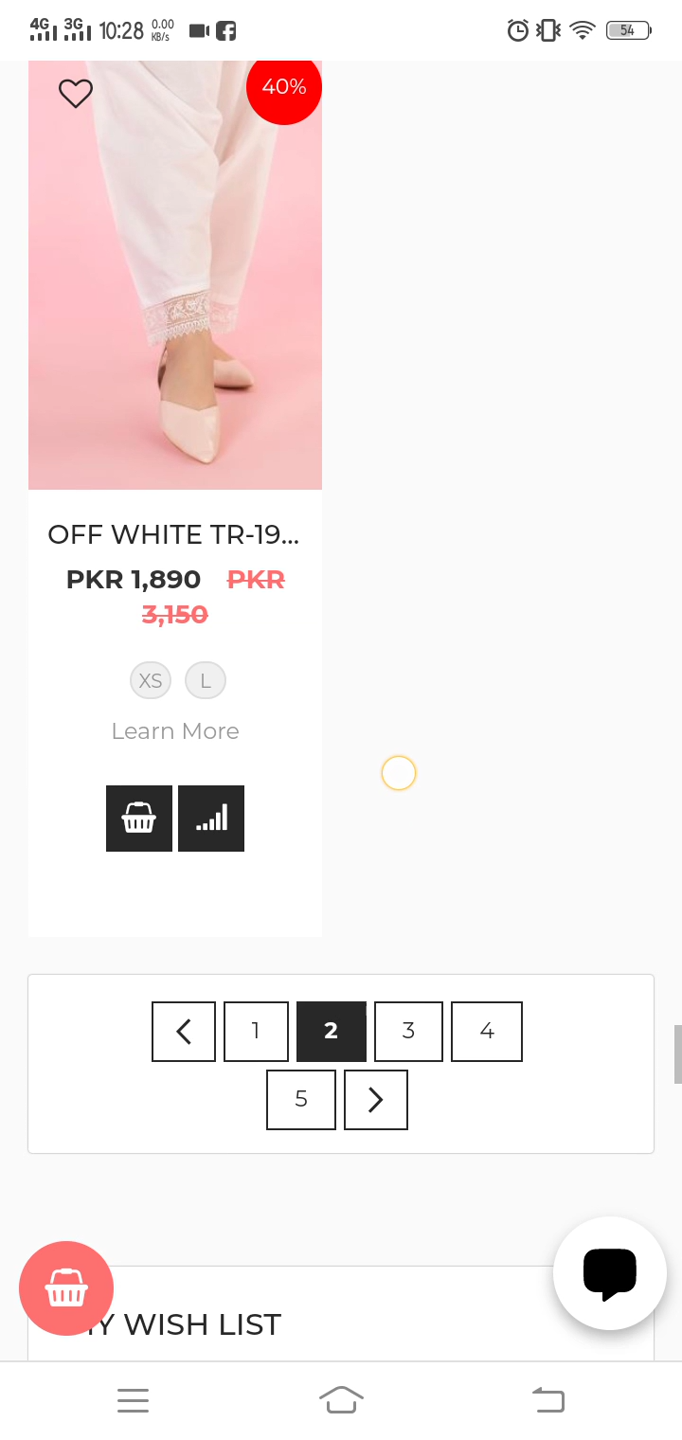 4G 3G 10:28 0.00 KB/s 54
40%
OFF WHITE TR-19...
PKR 1,890 PKR
3,150
XS L
Learn More
1 2 3 4
5
MY WISH LIST